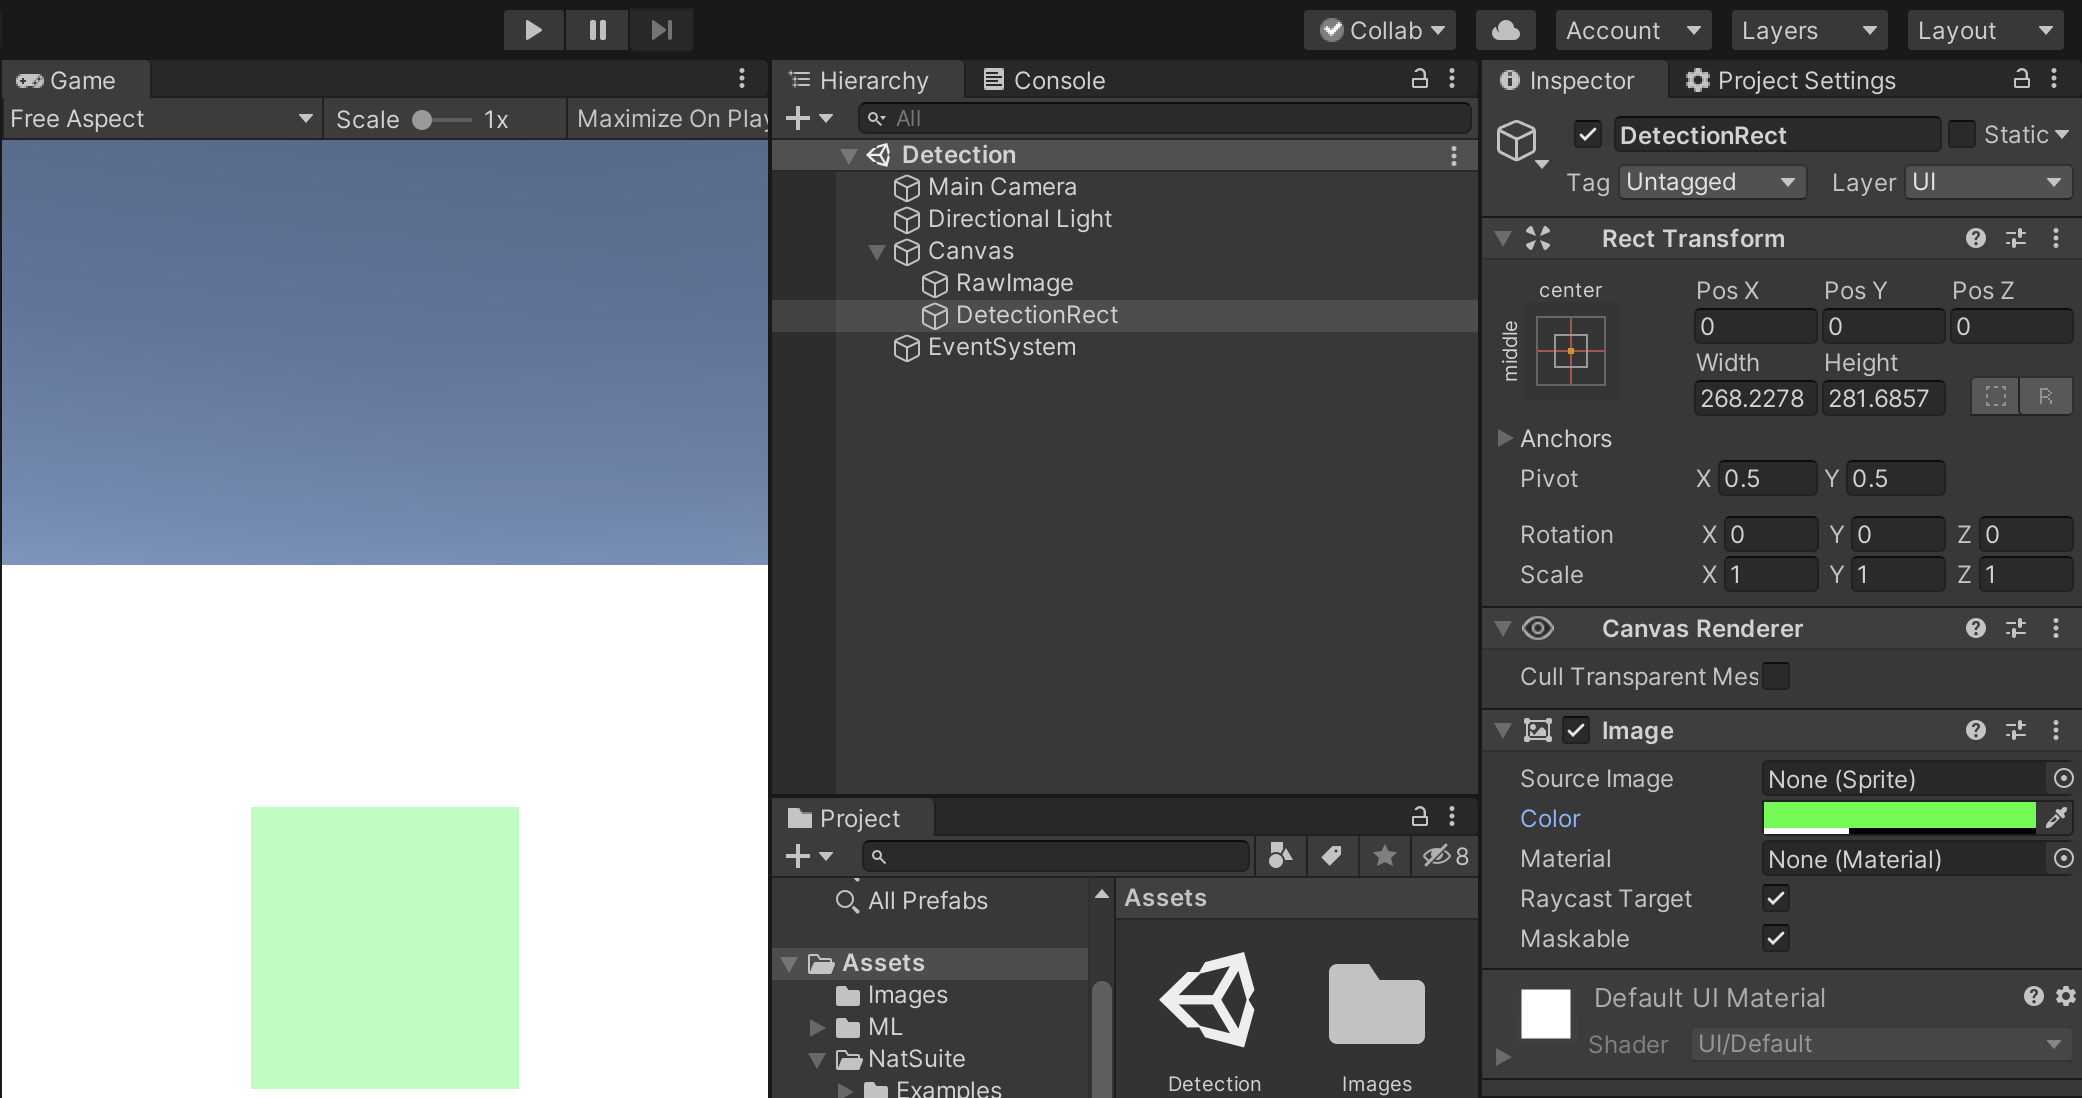 Collab
Account
Layers
Layout
Game
Free Aspect
Scale
1x
Maximize On Play
Hierarchy
Console
All
Detection
Main Camera
Directional Light
Canvas
RawImage
DetectionRect
EventSystem
Project
8
All Prefabs
Assets
Images
ML
NatSuite
Examples
Assets
Detection
Images
Inspector
Project Settings
DetectionRect
Static
Tag Untagged
Layer UI
Rect Transform
center
middle
Pos X Pos Y Pos Z
0 0 0
Width Height
268.2278 281.6857
R
Anchors
Pivot X 0.5 Y 0.5
Rotation X 0 Y 0 Z 0
Scale X 1 Y 1 Z 1
Canvas Renderer
Cull Transparent Mes
Image
Source Image None (Sprite)
Color
Material None (Material)
Raycast Target
Maskable
Default UI Material
Shader UI/Default